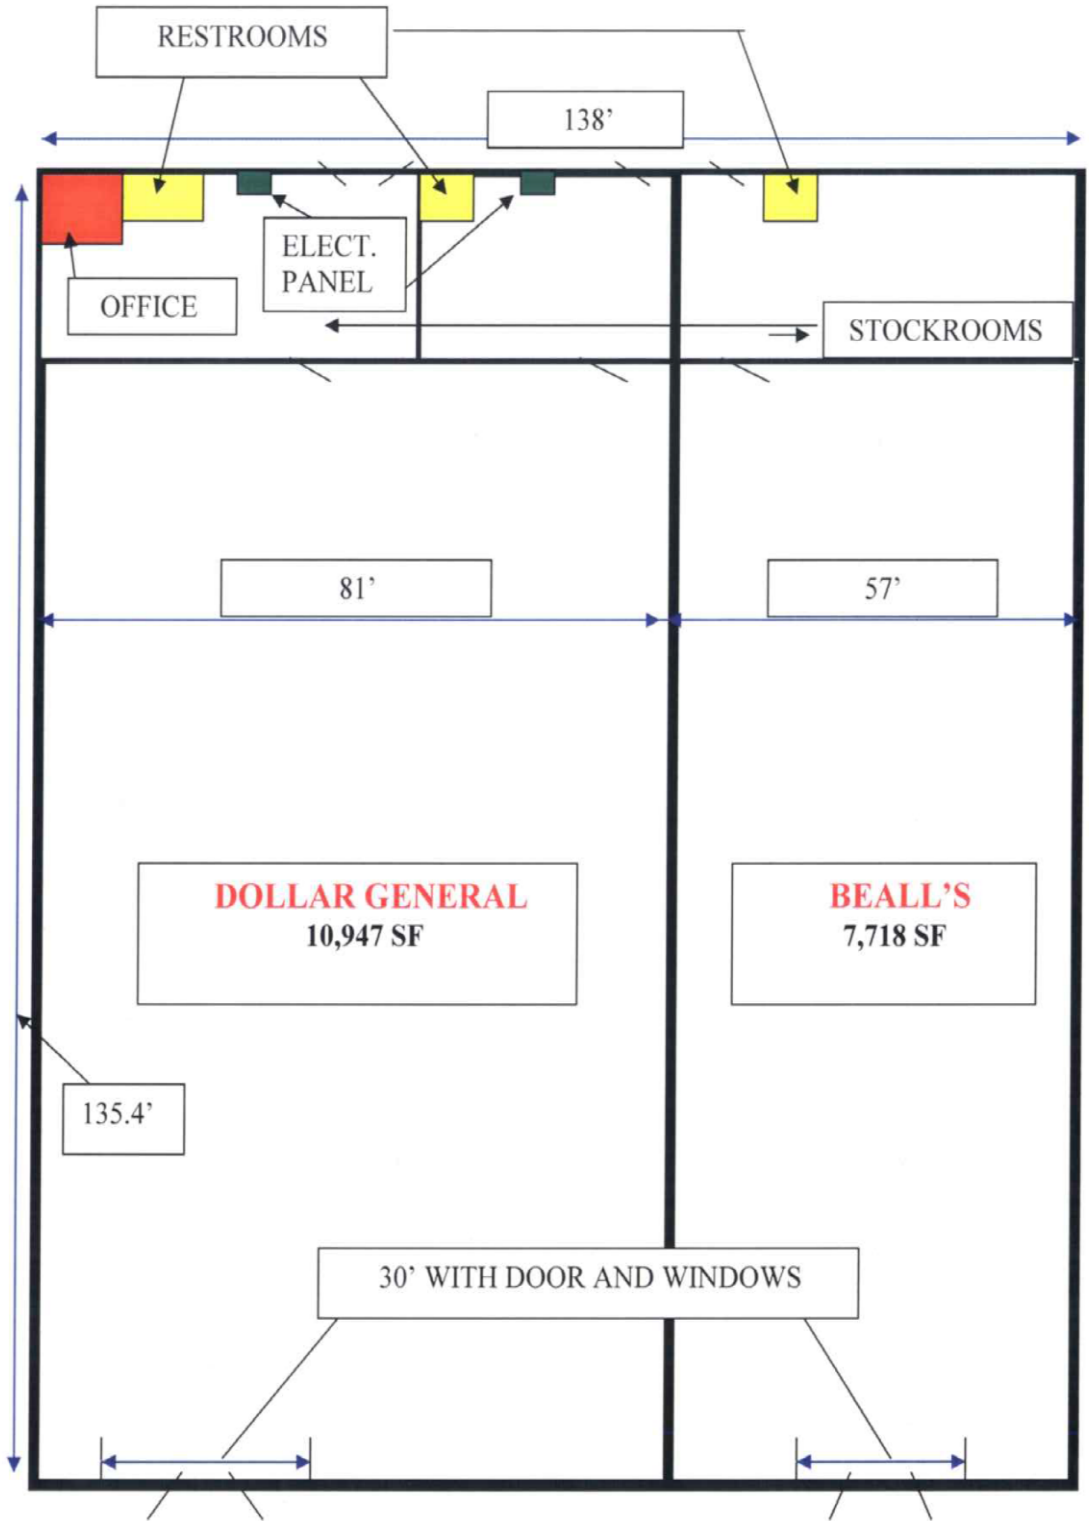 RESTROOMS
138’
ELECT.
PANEL
OFFICE
STOCKROOMS
81’
57’
DOLLAR GENERAL
10,947 SF
BEALL’S
7,718 SF
135.4’
30’ WITH DOOR AND WINDOWS